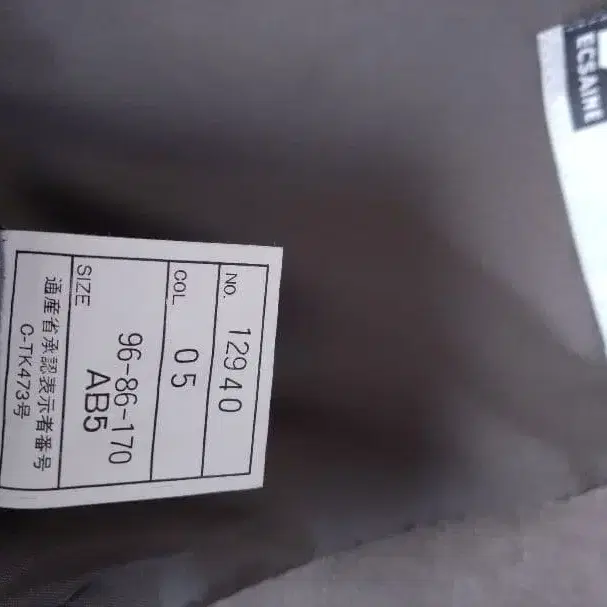 NO. 12940
COL 05
SIZE 96-86-170
AB5
通産省承認表示者番号
C-TK473号
ECSAINE